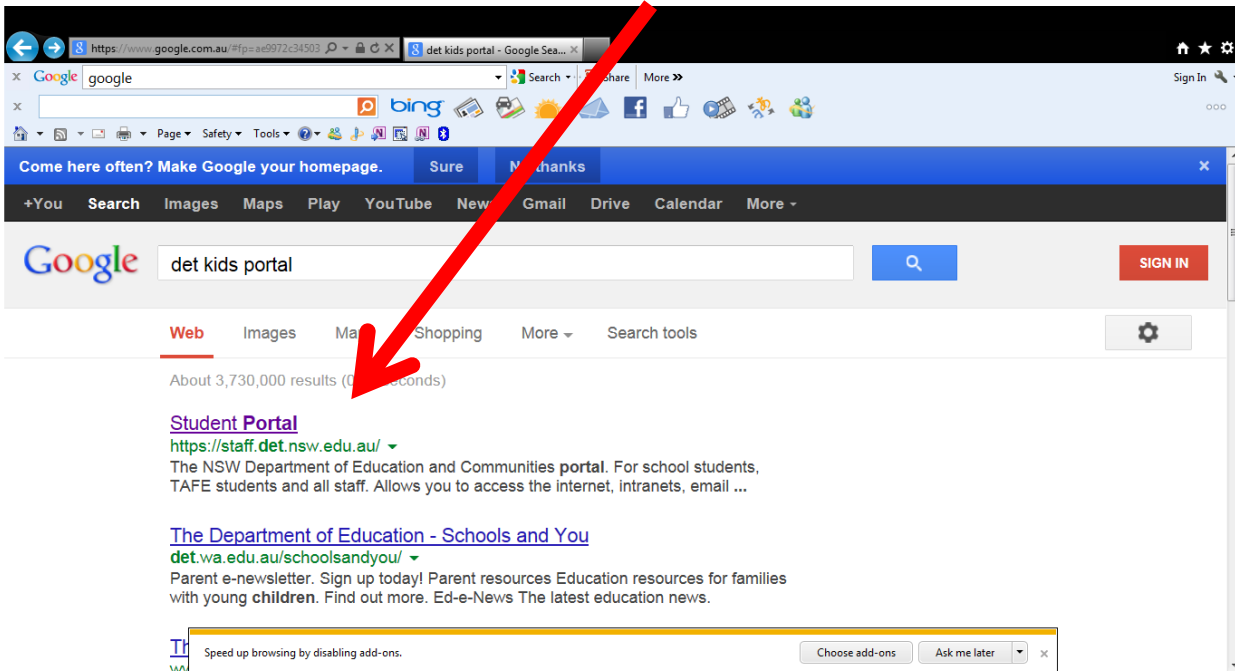 https://www.google.com.au/#fp=ae9972c34503
det kids portal - Google Sea...
x Google google Search Share More >> Sign In
x bing
Page Safety Tools
Come here often? Make Google your homepage. Sure No thanks x
+You Search Images Maps Play YouTube News Gmail Drive Calendar More
Google det kids portal SIGN IN
Web Images Maps Shopping More Search tools
About 3,730,000 results
Student Portal
https://staff.det.nsw.edu.au/
The NSW Department of Education and Communities portal. For school students,
TAFE students and all staff. Allows you to access the internet, intranets, email ...
The Department of Education - Schools and You
det.wa.edu.au/schoolsandyou/
Parent e-newsletter. Sign up today! Parent resources Education resources for families
with young children. Find out more. Ed-e-News The latest education news.
Speed up browsing by disabling add-ons. Choose add-ons Ask me later x